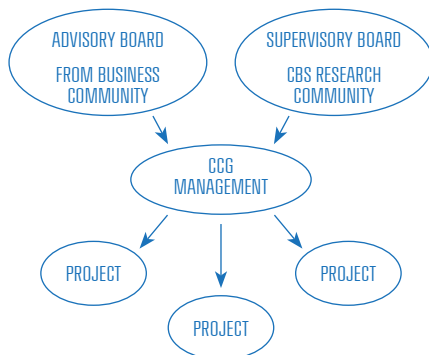 ADVISORY BOARD
FROM BUSINESS
COMMUNITY
SUPERVISORY BOARD
CBS RESEARCH
COMMUNITY
CCG
MANAGEMENT
PROJECT
PROJECT
PROJECT